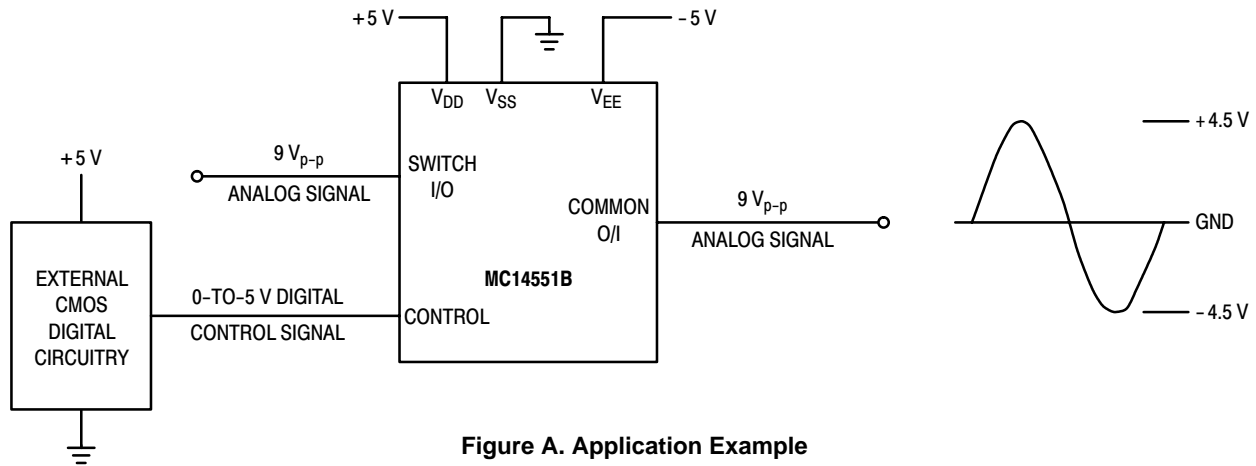 +5 V
−5 V
VDD
VSS
VEE
+4.5 V
9 Vp−p
SWITCH
I/O
+5 V
ANALOG SIGNAL
COMMON
O/I
9 Vp−p
ANALOG SIGNAL
GND
EXTERNAL
CMOS
DIGITAL
CIRCUITRY
MC14551B
0−TO−5 V DIGITAL
CONTROL SIGNAL
CONTROL
−4.5 V
Figure A. Application Example